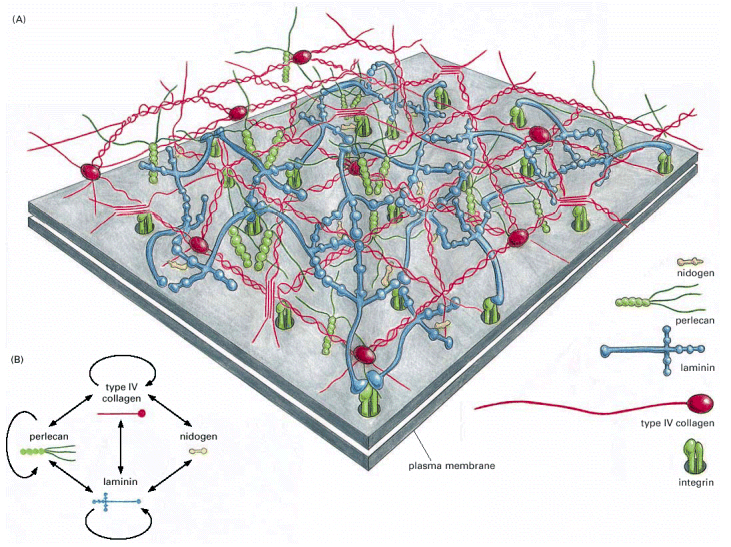 (A)
nidogen
perlecan
laminin
type IV collagen
integrin
plasma membrane
(B)
type IV
collagen
perlecan
nidogen
laminin